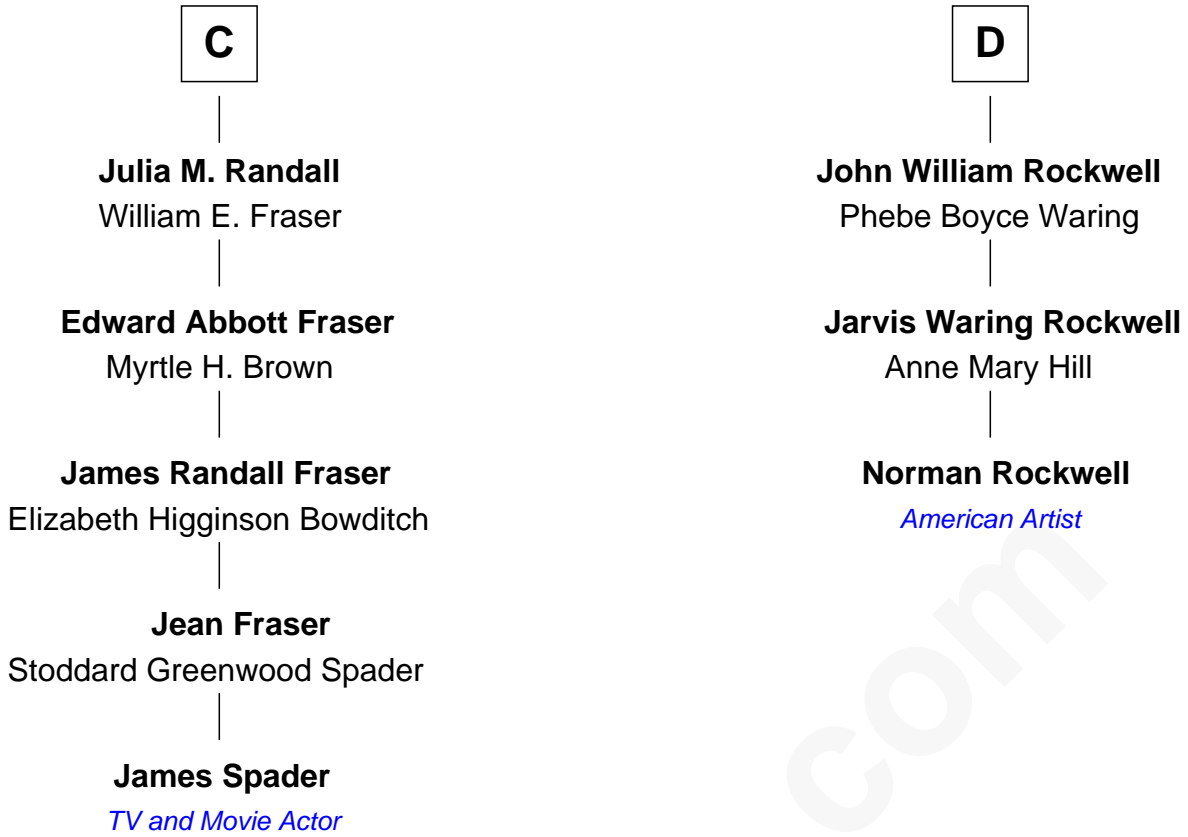 C
Julia M. Randall
William E. Fraser
Edward Abbott Fraser
Myrtle H. Brown
James Randall Fraser
Elizabeth Higginson Bowditch
Jean Fraser
Stoddard Greenwood Spader
James Spader
TV and Movie Actor
D
John William Rockwell
Phebe Boyce Waring
Jarvis Waring Rockwell
Anne Mary Hill
Norman Rockwell
American Artist
com